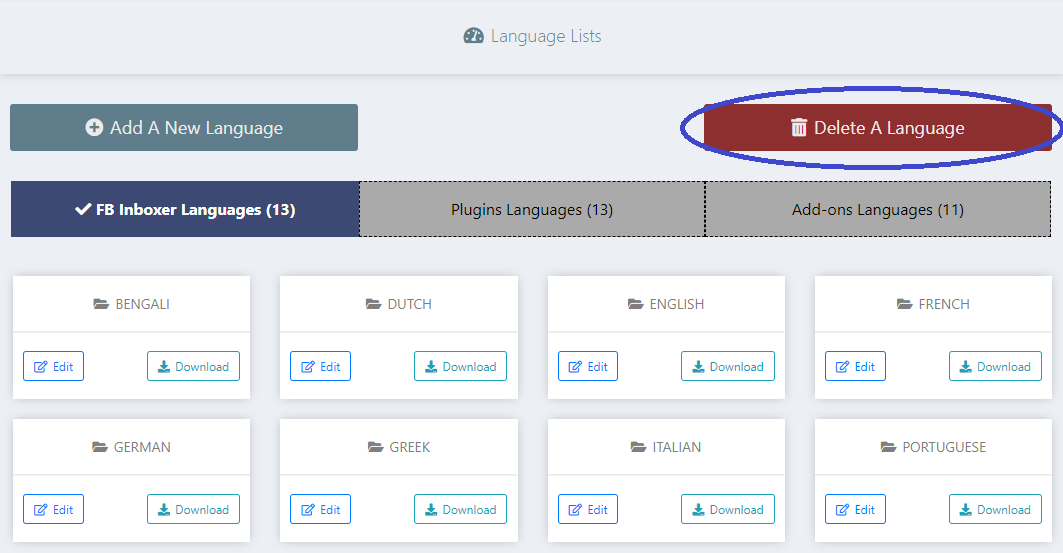 Language Lists
Add A New Language
Delete A Language
FB Inboxer Languages (13)
Plugins Languages (13)
Add-ons Languages (11)
BENGALI
DUTCH
ENGLISH
FRENCH
Edit
Download
Edit
Download
Edit
Download
Edit
Download
GERMAN
GREEK
ITALIAN
PORTUGUESE
Edit
Download
Edit
Download
Edit
Download
Edit
Download